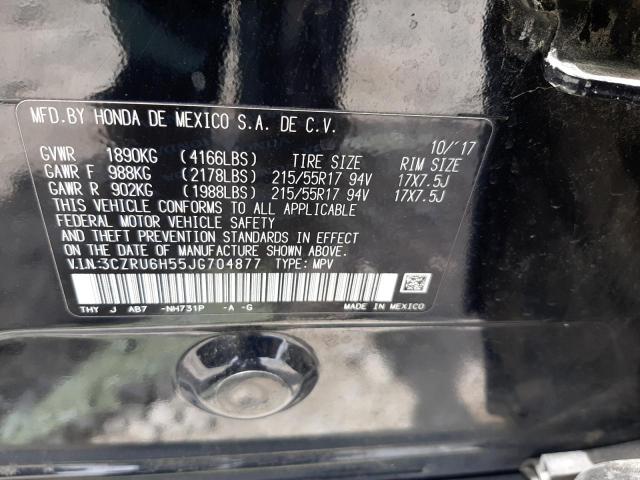 MFD.BY HONDA DE MEXICO S.A. DE C.V.
10/'17
GVWR 1890KG (4166LBS) TIRE SIZE RIM SIZE
GAWR F 988KG (2178LBS) 215/55R17 94V 17X7.5J
GAWR R 902KG (1988LBS) 215/55R17 94V 17X7.5J
THIS VEHICLE CONFORMS TO ALL APPLICABLE
FEDERAL MOTOR VEHICLE SAFETY
AND THEFT PREVENTION STANDARDS IN EFFECT
ON THE DATE OF MANUFACTURE SHOWN ABOVE.
V.I.N:3CZRU6H55JG704877 TYPE: MPV
THY J AB7 -NH731P -A -G MADE IN MEXICO